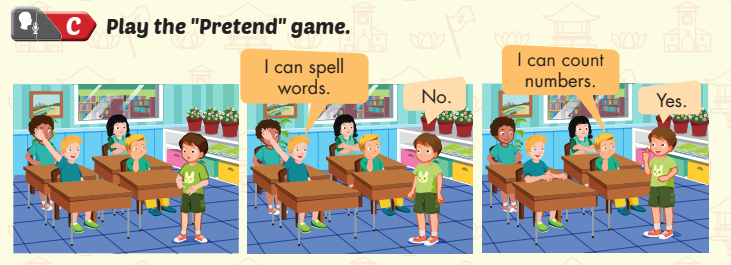 C Play the "Pretend" game.
I can spell
words.
No.
I can count
numbers.
Yes.